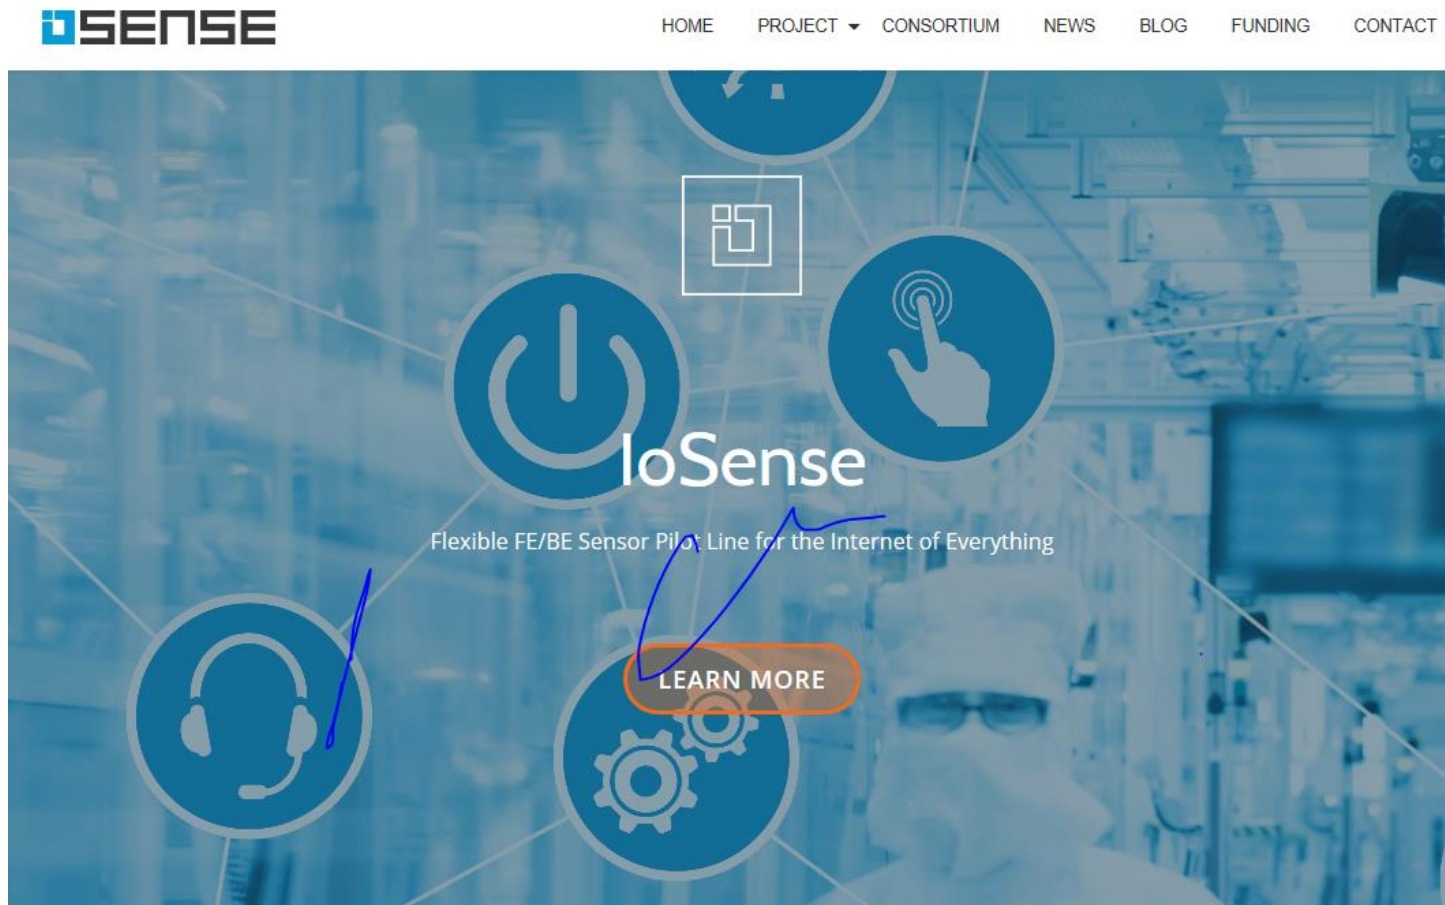 iOSENSE
HOME PROJECT CONSORTIUM NEWS BLOG FUNDING CONTACT
IoSense
Flexible FE/BE Sensor Pilot Line for the Internet of Everything
LEARN MORE